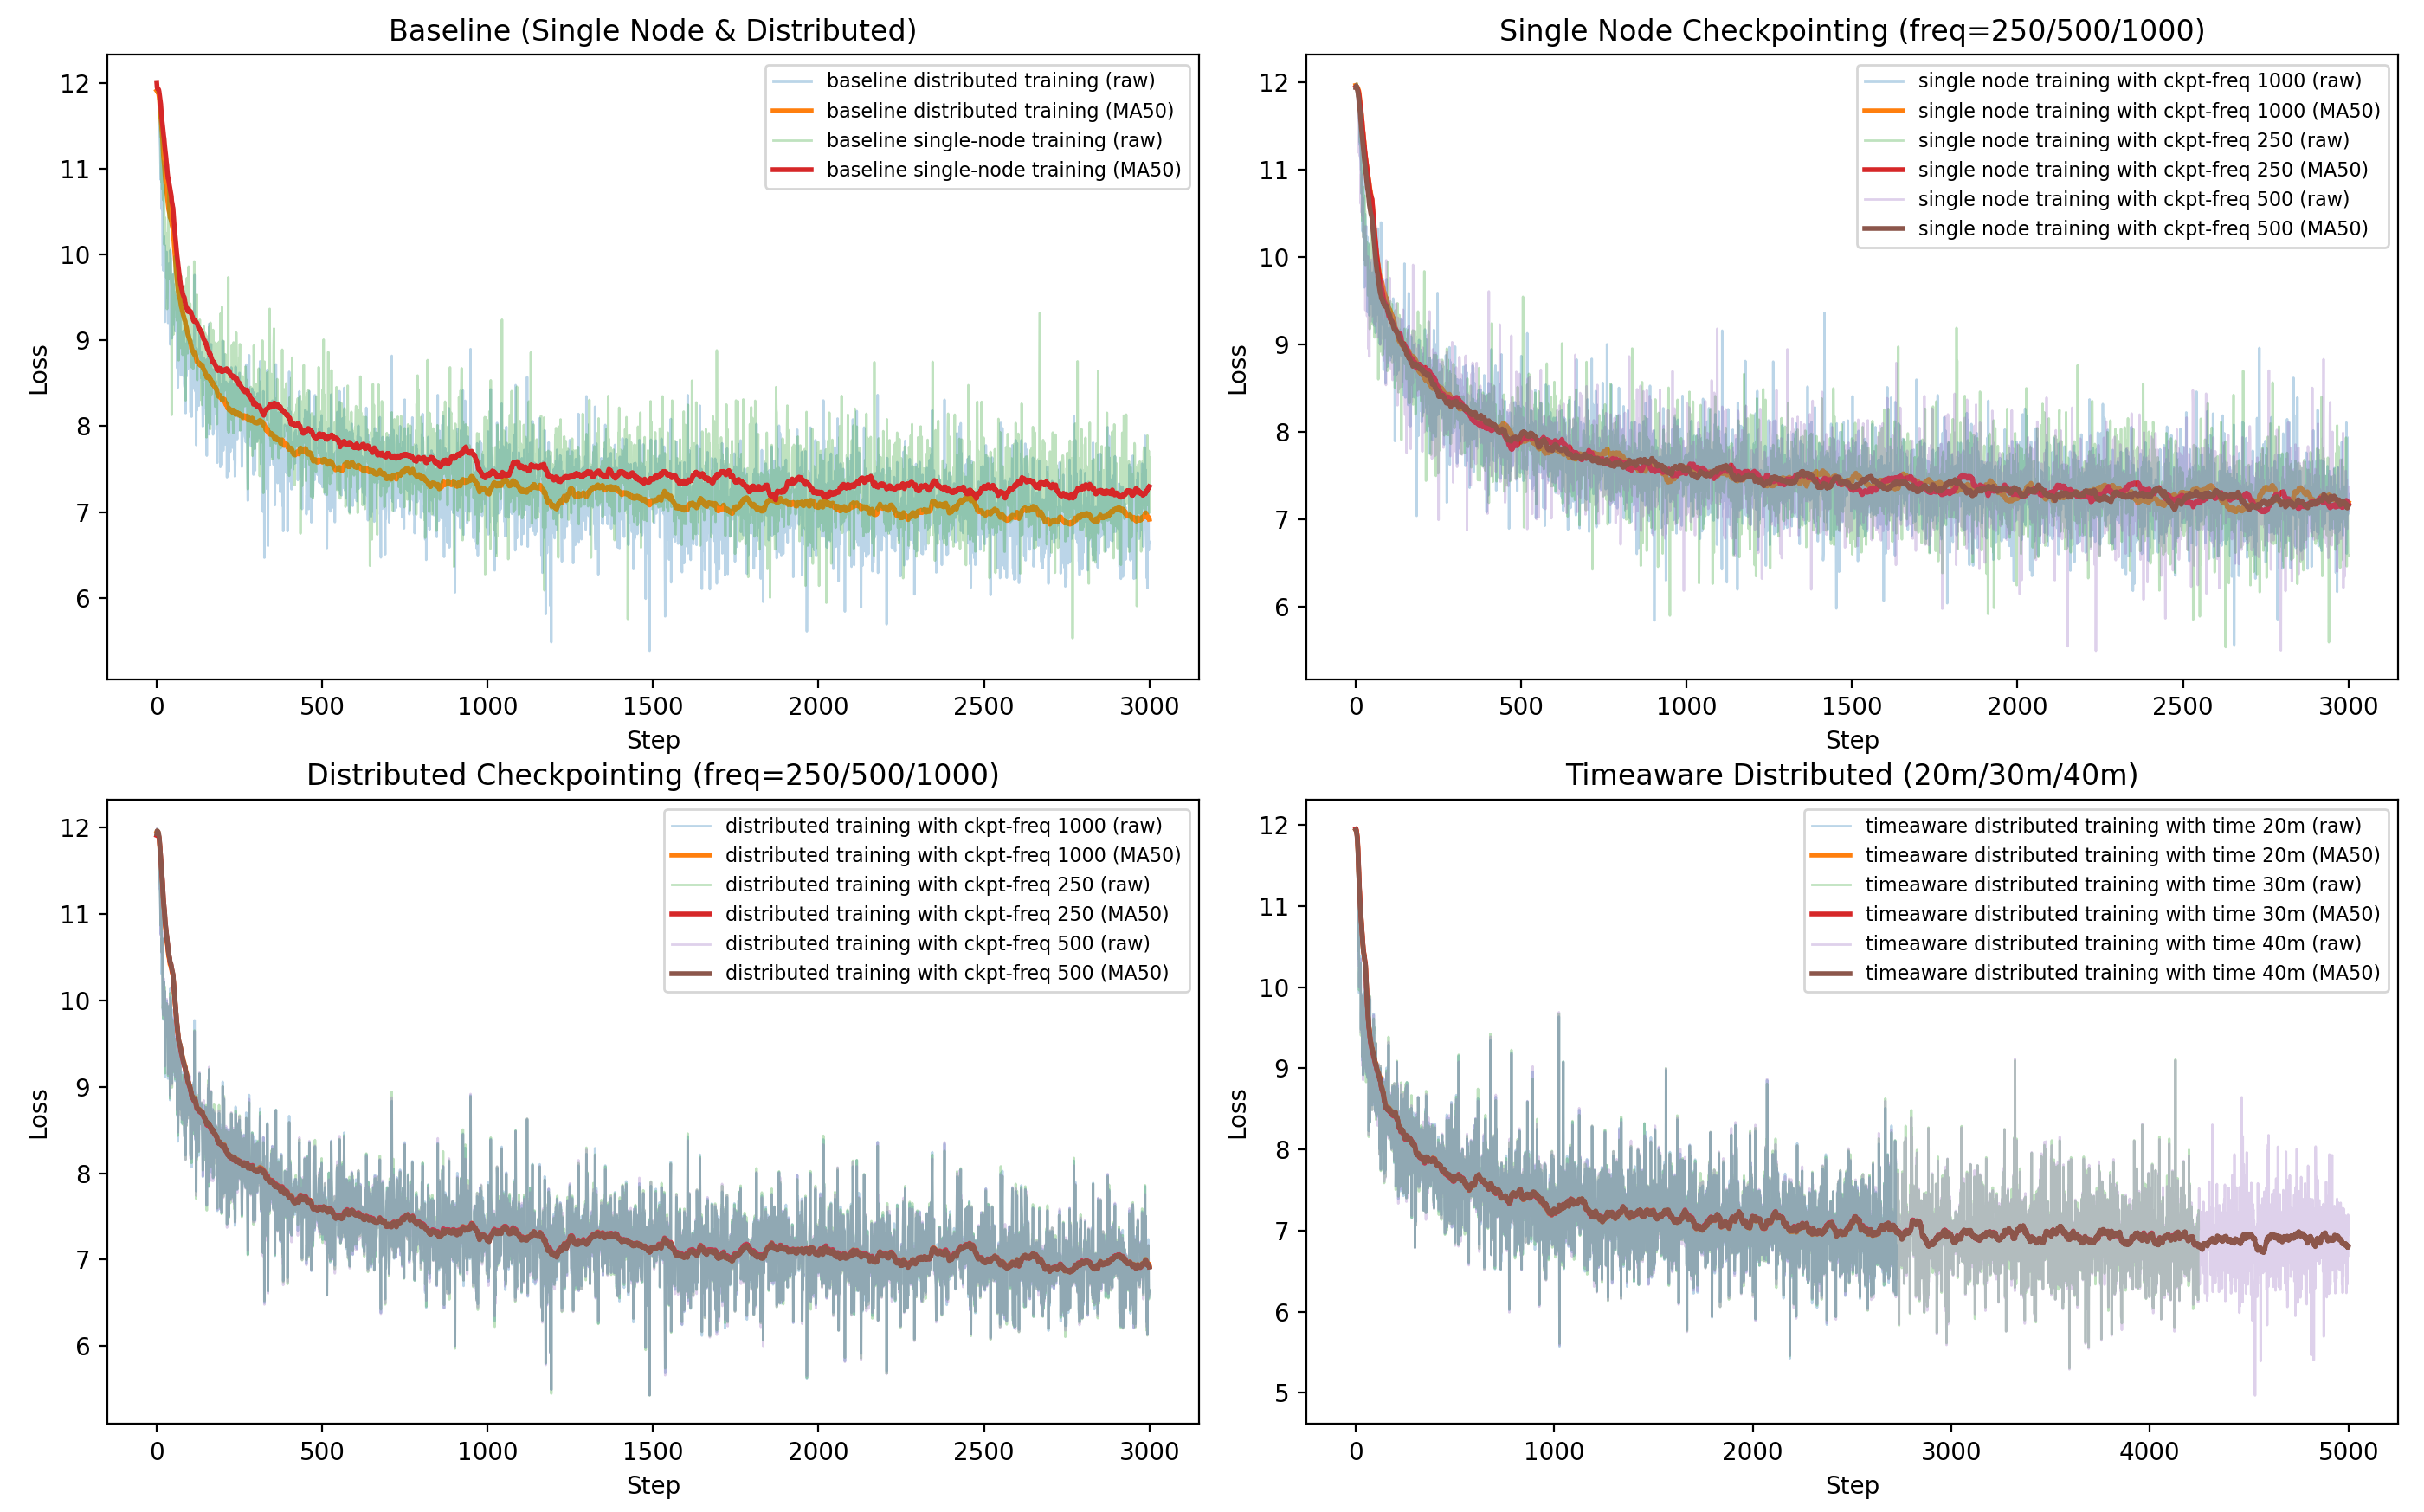 Baseline (Single Node & Distributed)
baseline distributed training (raw)
baseline distributed training (MA50)
baseline single-node training (raw)
baseline single-node training (MA50)
12
11
10
9
8
7
6
Loss
0
500
1000
1500
2000
2500
3000
Step
Single Node Checkpointing (freq=250/500/1000)
single node training with ckpt-freq 1000 (raw)
single node training with ckpt-freq 1000 (MA50)
single node training with ckpt-freq 250 (raw)
single node training with ckpt-freq 250 (MA50)
single node training with ckpt-freq 500 (raw)
single node training with ckpt-freq 500 (MA50)
12
11
10
9
8
7
6
Loss
0
500
1000
1500
2000
2500
3000
Step
Distributed Checkpointing (freq=250/500/1000)
distributed training with ckpt-freq 1000 (raw)
distributed training with ckpt-freq 1000 (MA50)
distributed training with ckpt-freq 250 (raw)
distributed training with ckpt-freq 250 (MA50)
distributed training with ckpt-freq 500 (raw)
distributed training with ckpt-freq 500 (MA50)
12
11
10
9
8
7
6
Loss
0
500
1000
1500
2000
2500
3000
Step
Timeaware Distributed (20m/30m/40m)
timeaware distributed training with time 20m (raw)
timeaware distributed training with time 20m (MA50)
timeaware distributed training with time 30m (raw)
timeaware distributed training with time 30m (MA50)
timeaware distributed training with time 40m (raw)
timeaware distributed training with time 40m (MA50)
12
11
10
9
8
7
6
5
Loss
0
1000
2000
3000
4000
5000
Step